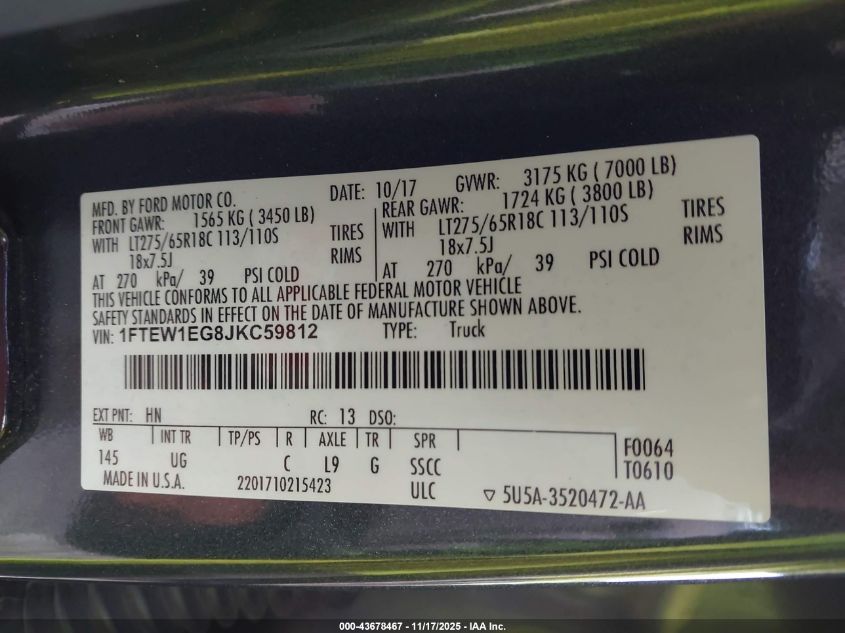 MFD. BY FORD MOTOR CO. DATE: 10/17 GVWR: 3175 KG ( 7000 LB)
FRONT GAWR: 1565 KG ( 3450 LB) REAR GAWR: 1724 KG ( 3800 LB)
WITH LT275/65R18C 113/110S TIRES WITH LT275/65R18C 113/110S TIRES
18x7.5J RIMS 18x7.5J RIMS
AT 270 kPa/ 39 PSI COLD AT 270 kPa/ 39 PSI COLD
THIS VEHICLE CONFORMS TO ALL APPLICABLE FEDERAL MOTOR VEHICLE
SAFETY STANDARDS IN EFFECT ON THE DATE OF MANUFACTURE SHOWN ABOVE.
VIN: 1FTEW1EG8JKC59812 TYPE: Truck
EXT PNT: HN RC: 13 DSO:
WB INT TR TP/PS R AXLE TR SPR F0064
145 UG C L9 G SSCC T0610
MADE IN U.S.A. 2201710215423 ULC ▽ 5U5A-3520472-AA
000-43678467 - 11/17/2025 - IAA Inc.